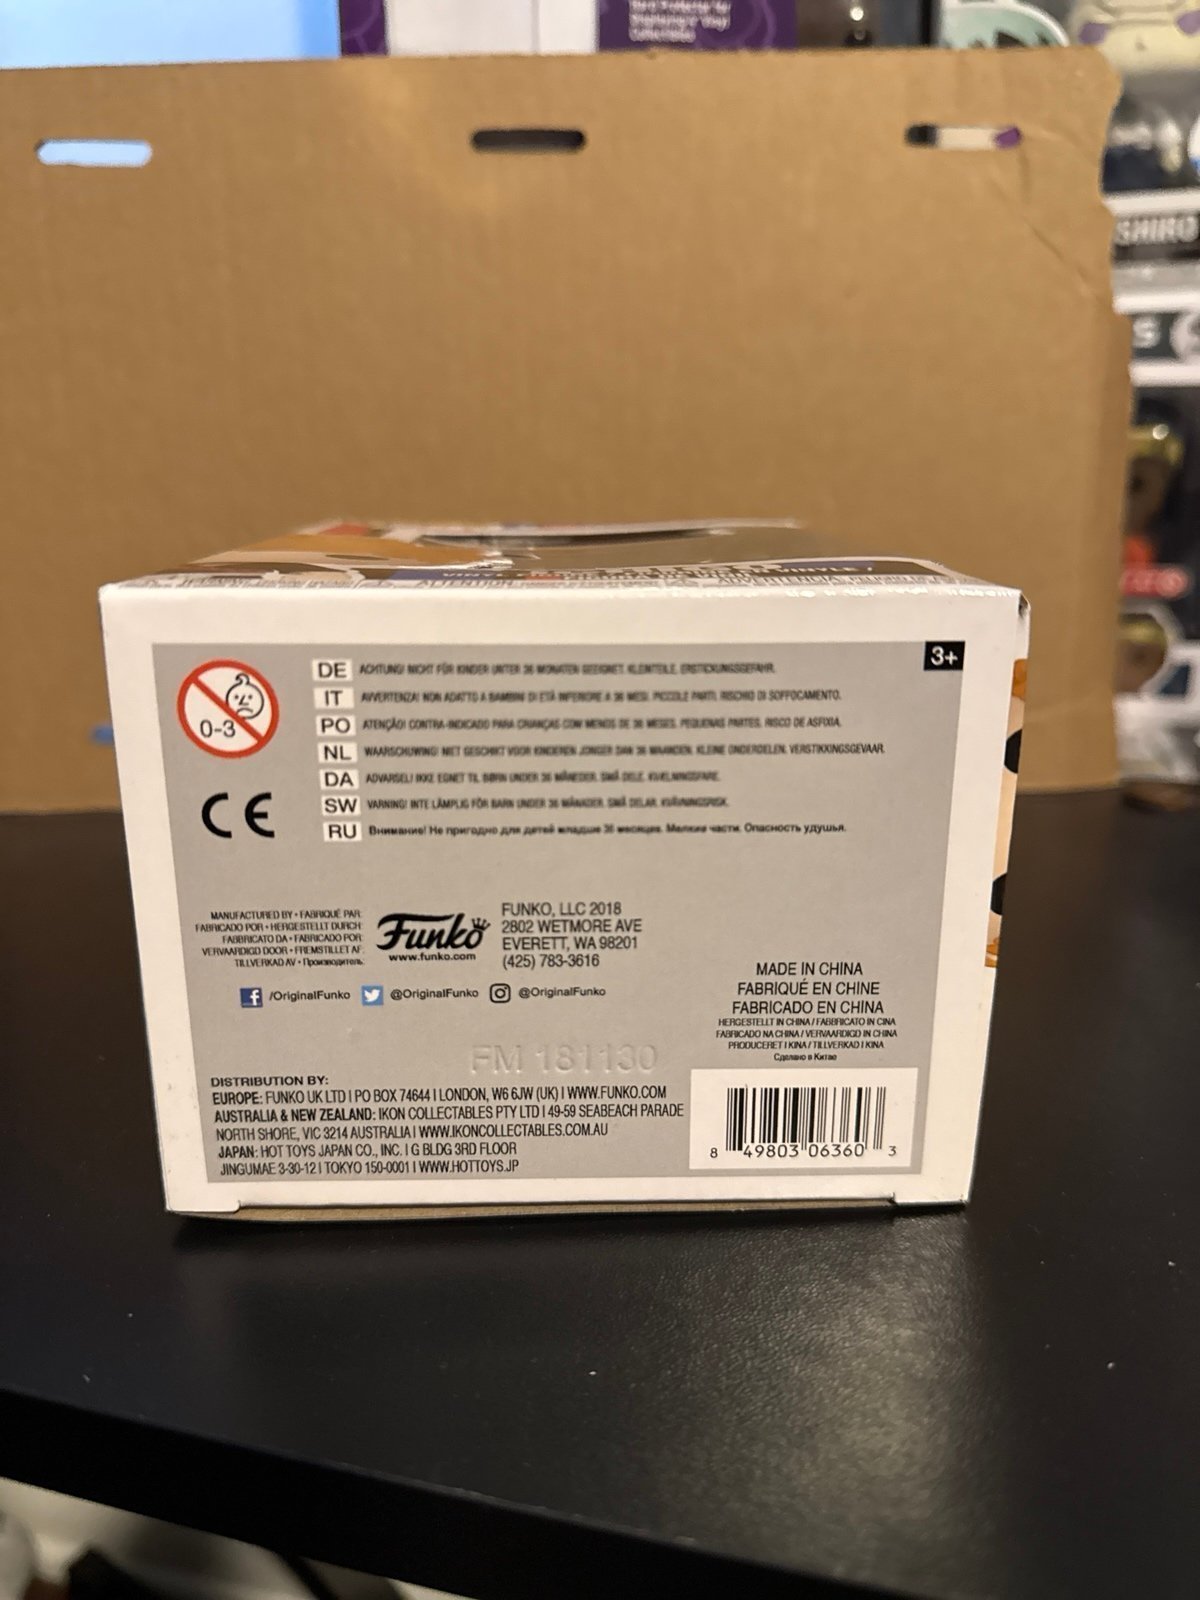 SHIRO
S
ATTENTION
ADVERTENCIA
3+
0-3
DE ACHTUNG! NICHT FÜR KINDER UNTER 36 MONATEN GEEIGNET. KLEINTEILE. ERSTICKUNGSGEFAHR.
IT AVVERTENZA! NON ADATTO A BAMBINI DI ETÀ INFERIORE A 36 MESI. PICCOLE PARTI. RISCHIO DI SOFFOCAMENTO.
PO ATENÇÃO! CONTRA-INDICADO PARA CRIANÇAS COM MENOS DE 36 MESES. PEQUENAS PARTES. RISCO DE ASFIXIA.
NL WAARSCHUWING! NIET GESCHIKT VOOR KINDEREN JONGER DAN 36 MAANDEN. KLEINE ONDERDELEN. VERSTIKKINGSGEVAAR.
DA ADVARSEL! IKKE EGNET TIL BØRN UNDER 36 MÅNEDER. SMÅ DELE. KVÆLNINGSFARE.
SW VARNING! INTE LÄMPLIG FÖR BARN UNDER 36 MÅNADER. SMÅ DELAR. KVÄVNINGSRISK.
RU Внимание! Не пригодно для детей младше 36 месяцев. Мелкие части. Опасность удушья.
CE
MANUFACTURED BY • FABRIQUÉ PAR:
FABRICADO POR • HERGESTELLT DURCH:
FABBRICATO DA • FABRICADO POR:
VERVAARDIGD DOOR • FREMSTILLET AF:
TILLVERKAD AV • Производитель:
Funko
www.funko.com
FUNKO, LLC 2018
2802 WETMORE AVE
EVERETT, WA 98201
(425) 783-3616
f /OriginalFunko @OriginalFunko @OriginalFunko
MADE IN CHINA
FABRIQUÉ EN CHINE
FABRICADO EN CHINA
HERGESTELLT IN CHINA / FABBRICATO IN CINA
FABRICADO NA CHINA / VERVAARDIGD IN CHINA
PRODUCERET I KINA / TILLVERKAD I KINA
Сделано в Китае
FM 181130
DISTRIBUTION BY:
EUROPE: FUNKO UK LTD I PO BOX 74644 I LONDON, W6 6JW (UK) I WWW.FUNKO.COM
AUSTRALIA & NEW ZEALAND: IKON COLLECTABLES PTY LTD I 49-59 SEABEACH PARADE
NORTH SHORE, VIC 3214 AUSTRALIA I WWW.IKONCOLLECTABLES.COM.AU
JAPAN: HOT TOYS JAPAN CO., INC. I G BLDG 3RD FLOOR
JINGUMAE 3-30-12 I TOKYO 150-0001 I WWW.HOTTOYS.JP
8 49803 06360 3